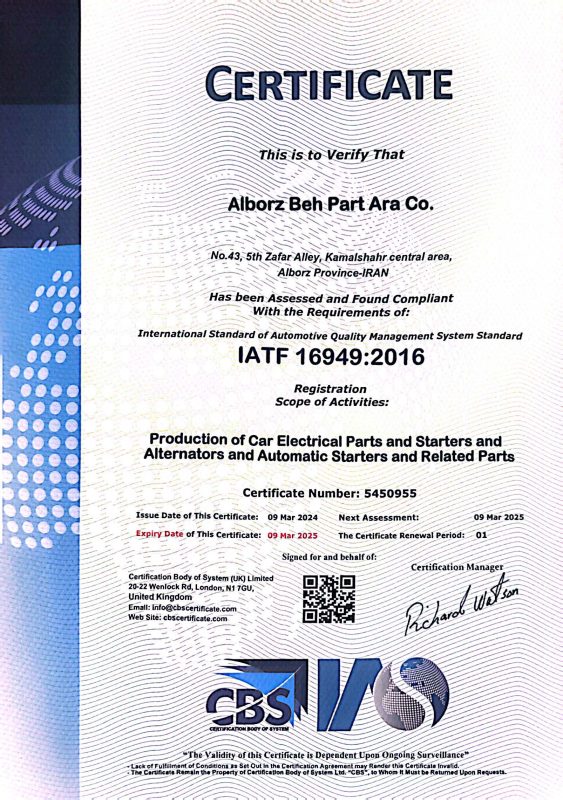 CERTIFICATE
This is to Verify That
Alborz Beh Part Ara Co.
No.43, 5th Zafar Alley, Kamalshahr central area,
Alborz Province-IRAN
Has been Assessed and Found Compliant
With the Requirements of:
International Standard of Automotive Quality Management System Standard
IATF 16949:2016
Registration
Scope of Activities:
Production of Car Electrical Parts and Starters and
Alternators and Automatic Starters and Related Parts
Certificate Number: 5450955
Issue Date of This Certificate: 09 Mar 2024 Next Assessment: 09 Mar 2025
Expiry Date of This Certificate: 09 Mar 2025 The Certificate Renewal Period: 01
Signed for and behalf of:
Certification Manager
Certification Body of System (UK) Limited
20-22 Wenlock Rd, London, N1 7GU,
United Kingdom
Email: info@cbscertificate.com
Web Site: cbscertificate.com
Richard Watson
CBS
CERTIFICATION BODY OF SYSTEM
IAS
"The Validity of this Certificate is Dependent Upon Ongoing Surveillance"
- Lack of Fulfillment of Conditions as Set Out in the Certification Agreement may Render this Certificate Invalid.
- The Certificate Remain the Property of Certification Body of System Ltd. "CBS", to Whom It Must be Returned Upon Requests.